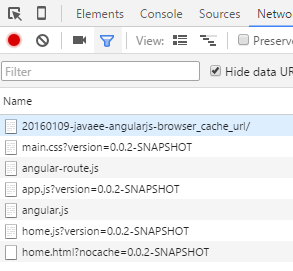 Elements Console Sources Netwo
View: Preserve
Filter Hide data UR
Name
20160109-javaee-angularjs-browser_cache_url/
main.css?version=0.0.2-SNAPSHOT
angular-route.js
app.js?version=0.0.2-SNAPSHOT
angular.js
home.js?version=0.0.2-SNAPSHOT
home.html?nocache=0.0.2-SNAPSHOT